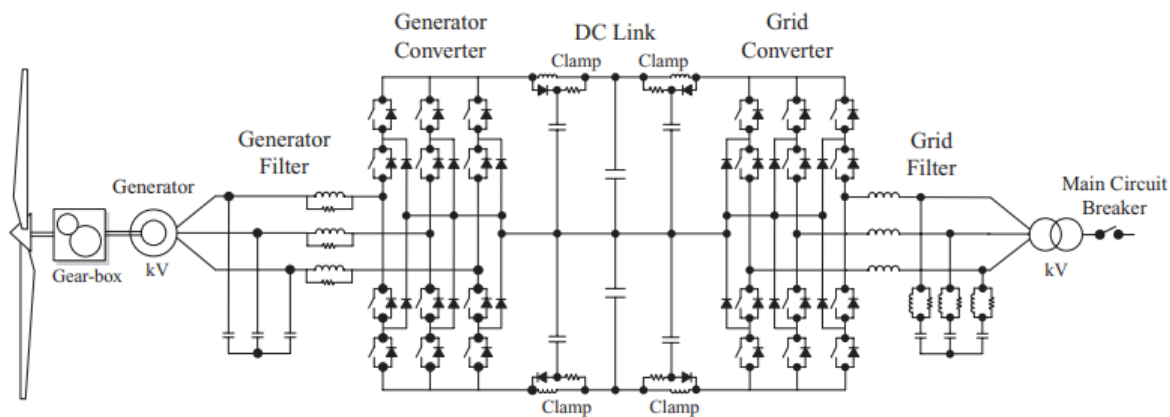 Generator
Converter
DC Link
Grid
Converter
Clamp
Clamp
Generator
Filter
Grid
Filter
Generator
Main Circuit
Breaker
Gear-box
kV
kV
Clamp
Clamp